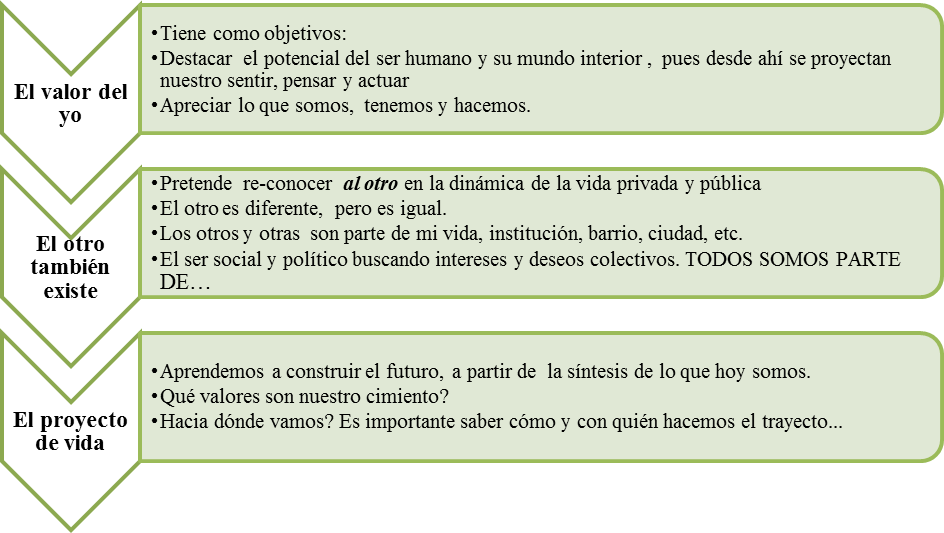 El valor del
yo
•Tiene como objetivos:
•Destacar el potencial del ser humano y su mundo interior , pues desde ahí se proyectan
nuestro sentir, pensar y actuar
•Apreciar lo que somos, tenemos y hacemos.
El otro
también
existe
•Pretende re-conocer al otro en la dinámica de la vida privada y pública
•El otro es diferente, pero es igual.
•Los otros y otras son parte de mi vida, institución, barrio, ciudad, etc.
•El ser social y político buscando intereses y deseos colectivos. TODOS SOMOS PARTE
DE…
El proyecto
de vida
•Aprendemos a construir el futuro, a partir de la síntesis de lo que hoy somos.
•Qué valores son nuestro cimiento?
•Hacia dónde vamos? Es importante saber cómo y con quién hacemos el trayecto...